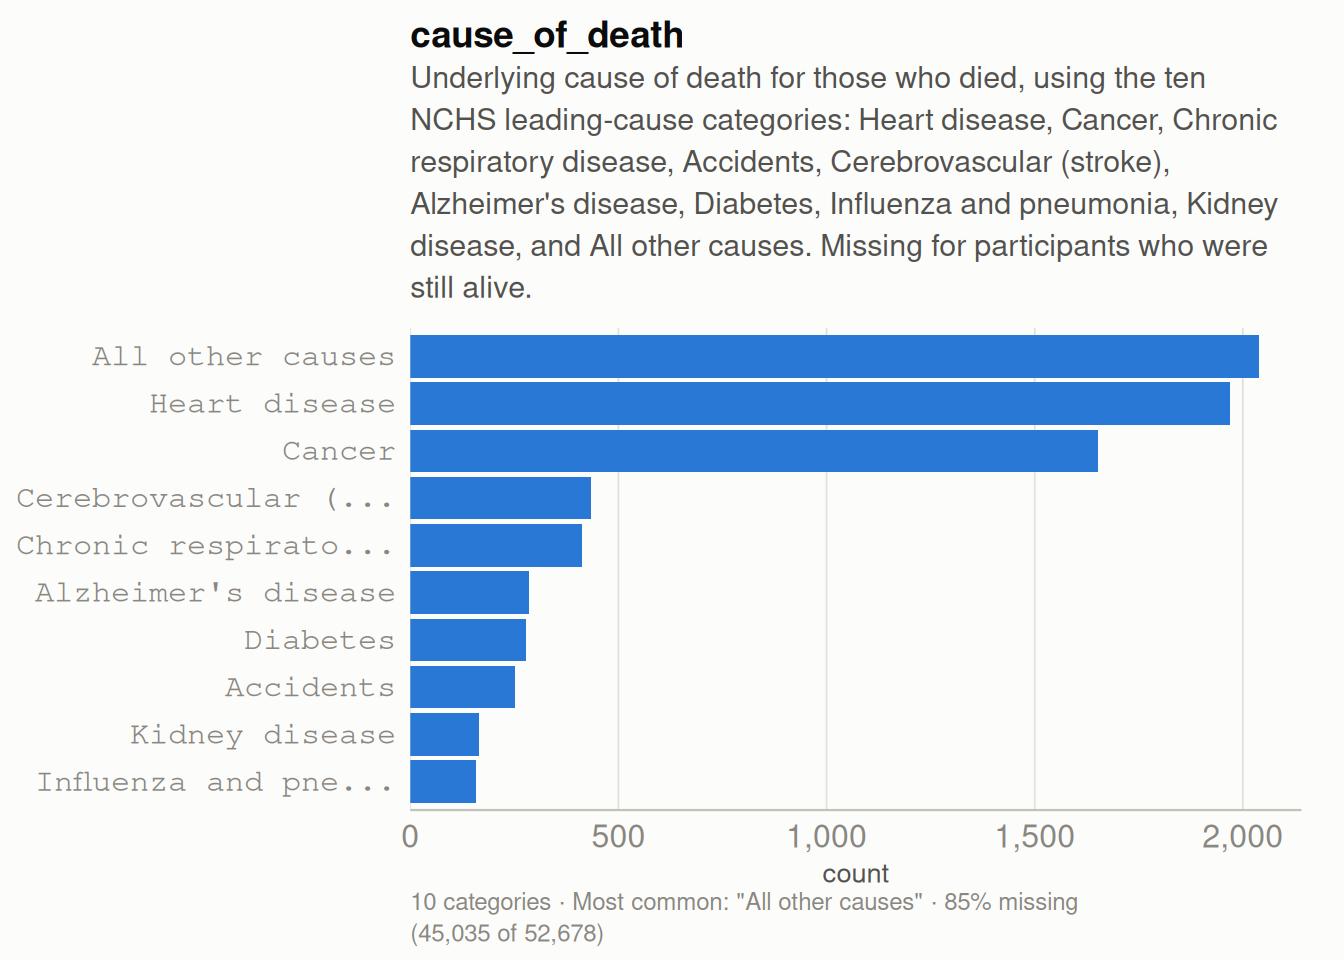 cause_of_death
Underlying cause of death for those who died, using the ten
NCHS leading-cause categories: Heart disease, Cancer, Chronic
respiratory disease, Accidents, Cerebrovascular (stroke),
Alzheimer's disease, Diabetes, Influenza and pneumonia, Kidney
disease, and All other causes. Missing for participants who were
still alive.
All other causes
Heart disease
Cancer
Cerebrovascular (...
Chronic respirato...
Alzheimer's disease
Diabetes
Accidents
Kidney disease
Influenza and pne...
0 500 1,000 1,500 2,000
count
10 categories · Most common: "All other causes" · 85% missing
(45,035 of 52,678)